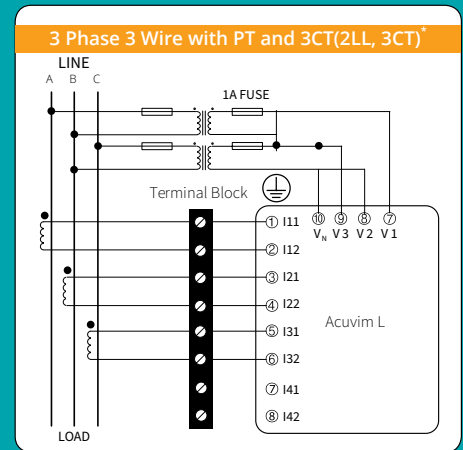 3 Phase 3 Wire with PT and 3CT(2LL, 3CT)*
LINE
A B C
1A FUSE
Terminal Block
⑩ ⑨ ⑧ ⑦
VN V3 V2 V1
① I11
② I12
③ I21
④ I22
⑤ I31
⑥ I32
Acuvim L
⑦ I41
⑧ I42
LOAD